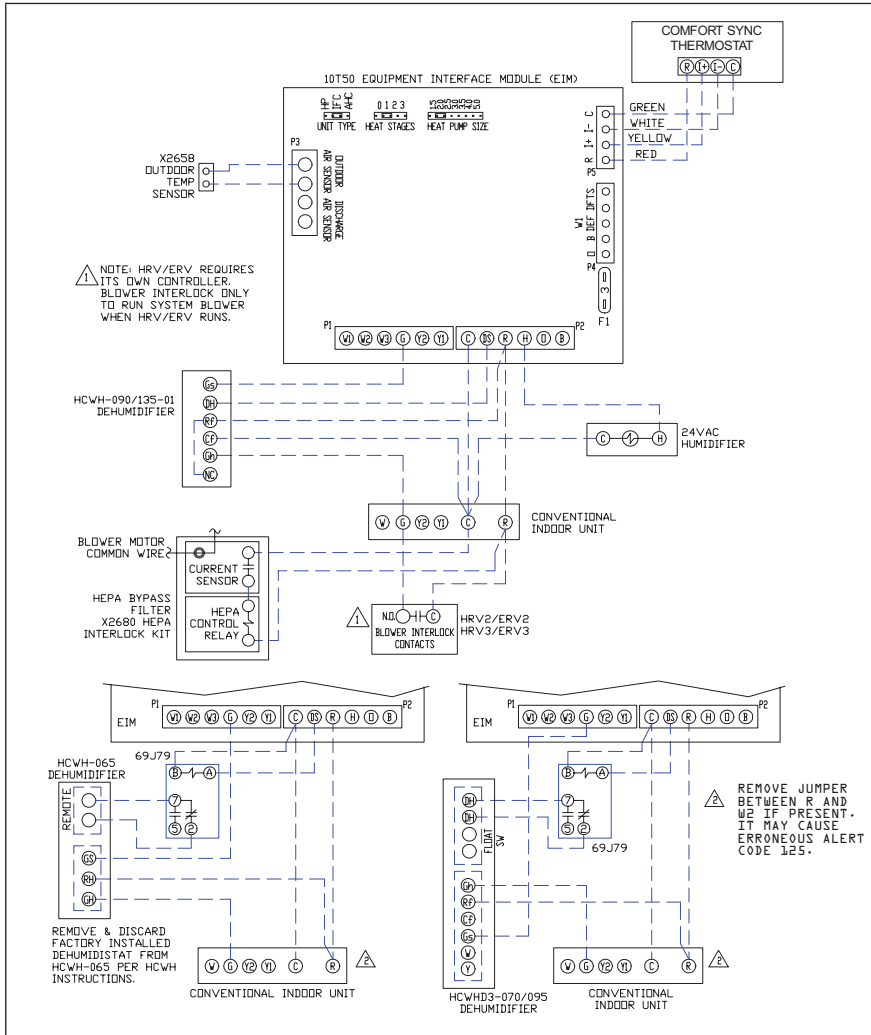 COMFORT SYNC
THERMOSTAT
R I+ I- C
10T50 EQUIPMENT INTERFACE MODULE (EIM)
HP
IFC
AHC
UNIT TYPE
0 1 2 3
HEAT STAGES
HEAT PUMP SIZE
P3
OUTDOOR
AIR SENSOR
DISCHARGE
AIR SENSOR
X2658
OUTDOOR
TEMP
SENSOR
R I+ I- C
P5
GREEN
WHITE
YELLOW
RED
W1
O B DEF DFTS
P4
3
F1
1
NOTE: HRV/ERV REQUIRES
ITS OWN CONTROLLER.
BLOWER INTERLOCK ONLY
TO RUN SYSTEM BLOWER
WHEN HRV/ERV RUNS.
P1
W1 W2 W3 G Y2 Y1
C DS R H O B
P2
HCWH-090/135-01
DEHUMIDIFIER
Gs
DH
Rf
Cf
Gh
NC
C H
24VAC
HUMIDIFIER
W G Y2 Y1 C R
CONVENTIONAL
INDOOR UNIT
BLOWER MOTOR
COMMON WIRE
CURRENT
SENSOR
HEPA BYPASS
FILTER
X2680 HEPA
INTERLOCK KIT
HEPA
CONTROL
RELAY
1
N.O. C
BLOWER INTERLOCK
CONTACTS
HRV2/ERV2
HRV3/ERV3
EIM
P1
W1 W2 W3 G Y2 Y1
C DS R H O B
P2
69J79
B A
7
5 2
HCWH-065
DEHUMIDIFIER
REMOTE
GS
RH
GH
REMOVE & DISCARD
FACTORY INSTALLED
DEHUMIDISTAT FROM
HCWH-065 PER HCWH
INSTRUCTIONS.
W G Y2 Y1 C R
2
CONVENTIONAL INDOOR UNIT
EIM
P1
W1 W2 W3 G Y2 Y1
C DS R H O B
P2
B A
7
5 2
69J79
DH
DH
FLOAT
SW
Gh
Rf
Cf
Gs
W
Y
HCWHD3-070/095
DEHUMIDIFIER
W G Y2 Y1 C R
2
CONVENTIONAL
INDOOR UNIT
2
REMOVE JUMPER
BETWEEN R AND
W2 IF PRESENT.
IT MAY CAUSE
ERRONEOUS ALERT
CODE 125.